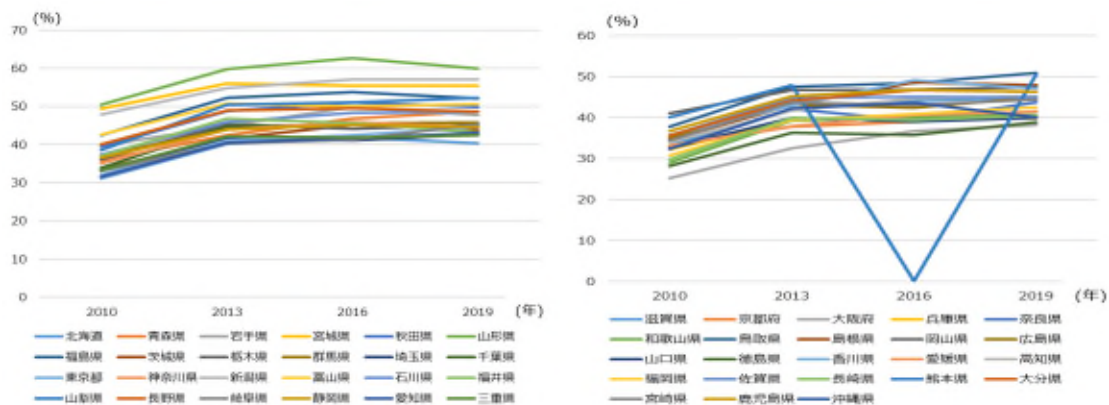 (%)
70
60
50
40
30
20
10
0
2010 2013 2016 2019 (年)
北海道 青森県 岩手県 宮城県 秋田県 山形県
福島県 茨城県 栃木県 群馬県 埼玉県 千葉県
東京都 神奈川県 新潟県 富山県 石川県 福井県
山梨県 長野県 岐阜県 静岡県 愛知県 三重県
(%)
60
50
40
30
20
10
0
2010 2013 2016 2019 (年)
滋賀県 京都府 大阪府 兵庫県 奈良県
和歌山県 鳥取県 島根県 岡山県 広島県
山口県 徳島県 香川県 愛媛県 高知県
福岡県 佐賀県 長崎県 熊本県 大分県
宮崎県 鹿児島県 沖縄県